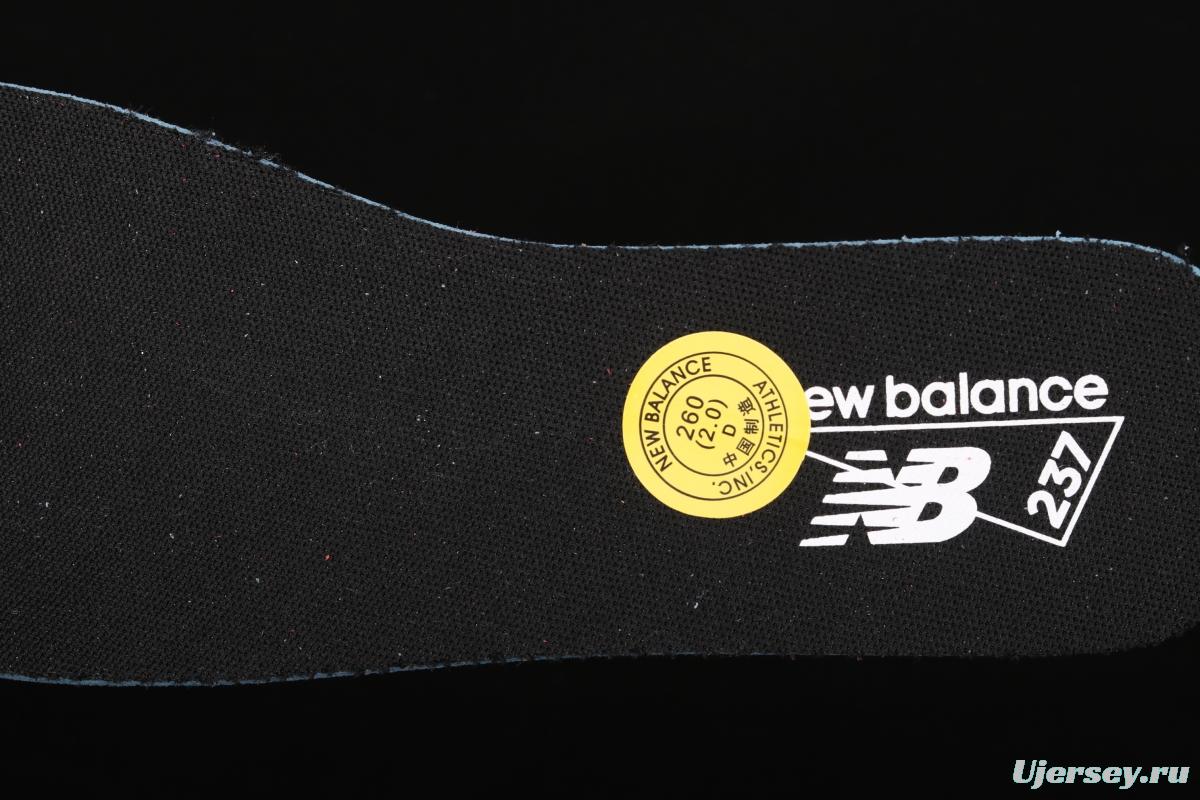 NEW BALANCE
ATHLETICS, INC.
260
(2.0)
D
中国制造
ew balance
NB
237
Ujersey.ru